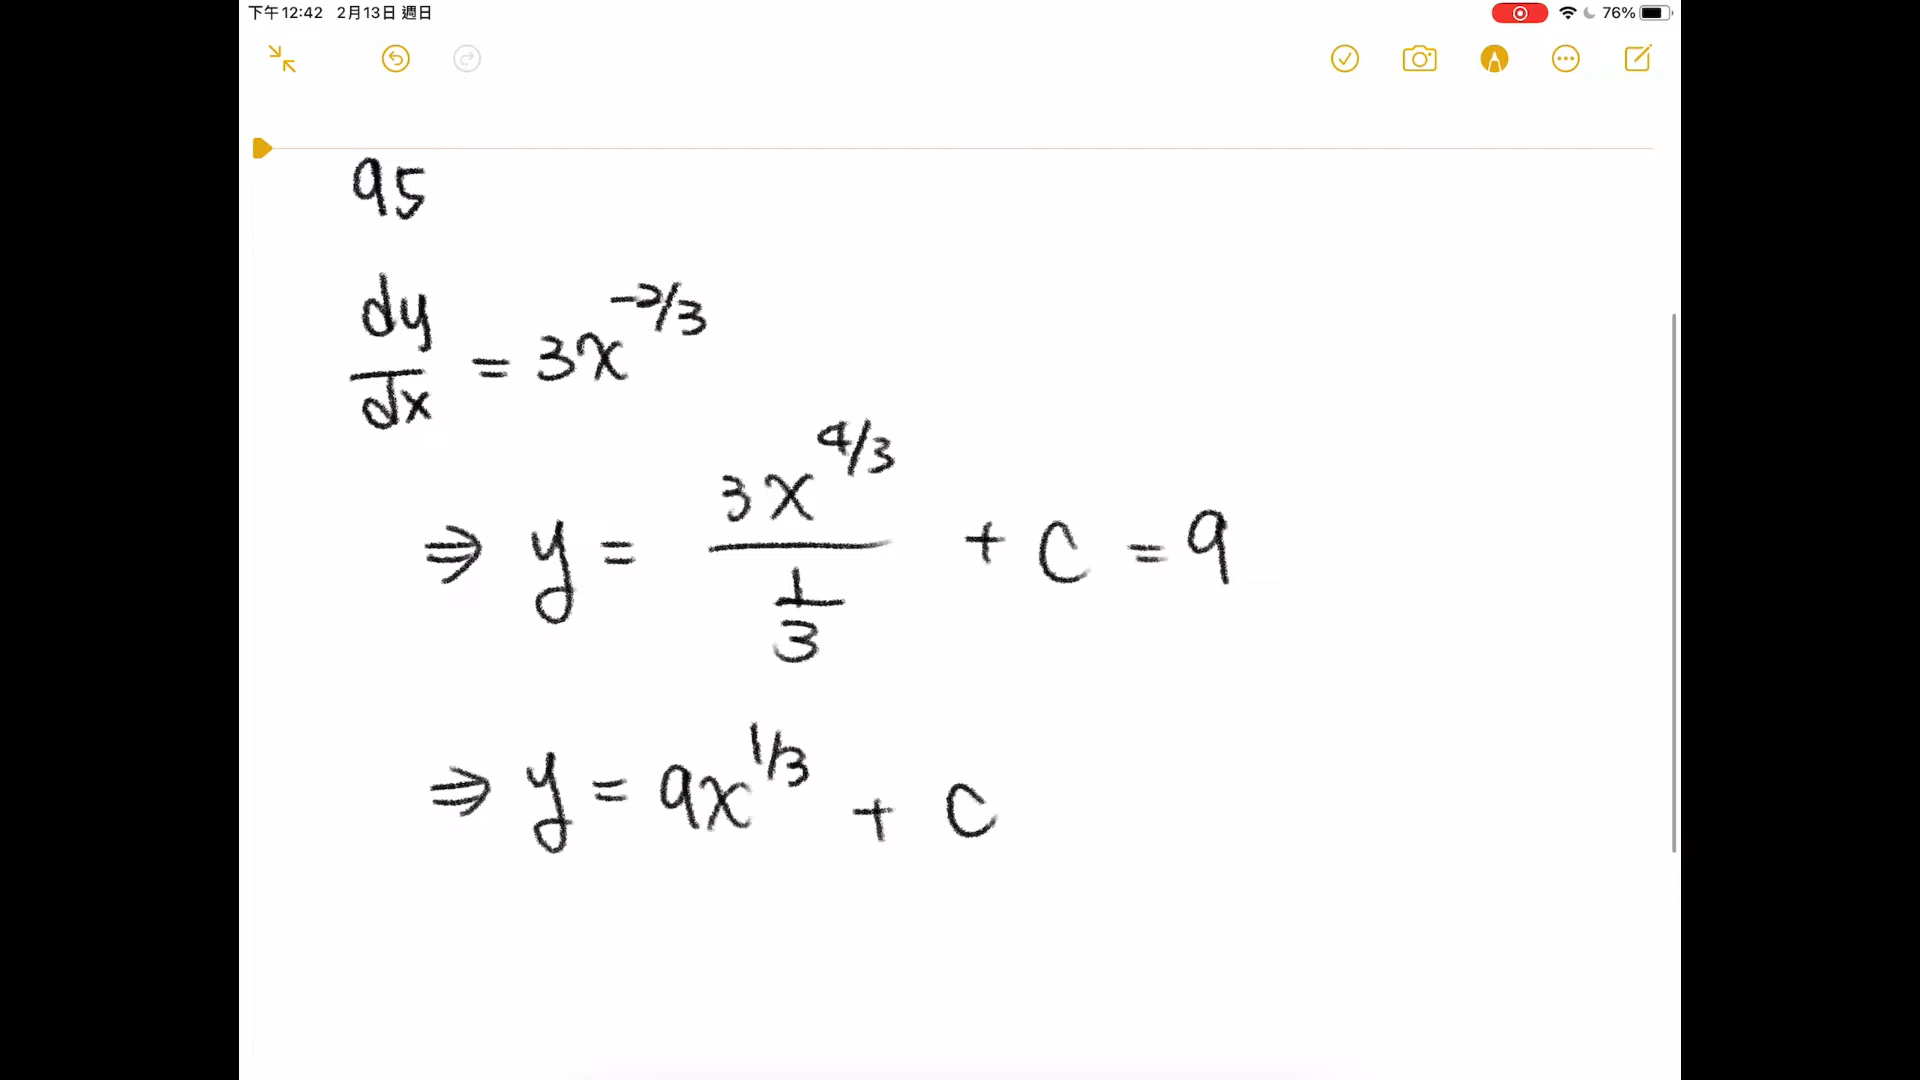 下午12:42 2月13日 週日 76%
95
dy/dx = 3x^-2/3
⇒ y = 3x^4/3 / 1/3 + C = 9
⇒ y = 9x^1/3 + C